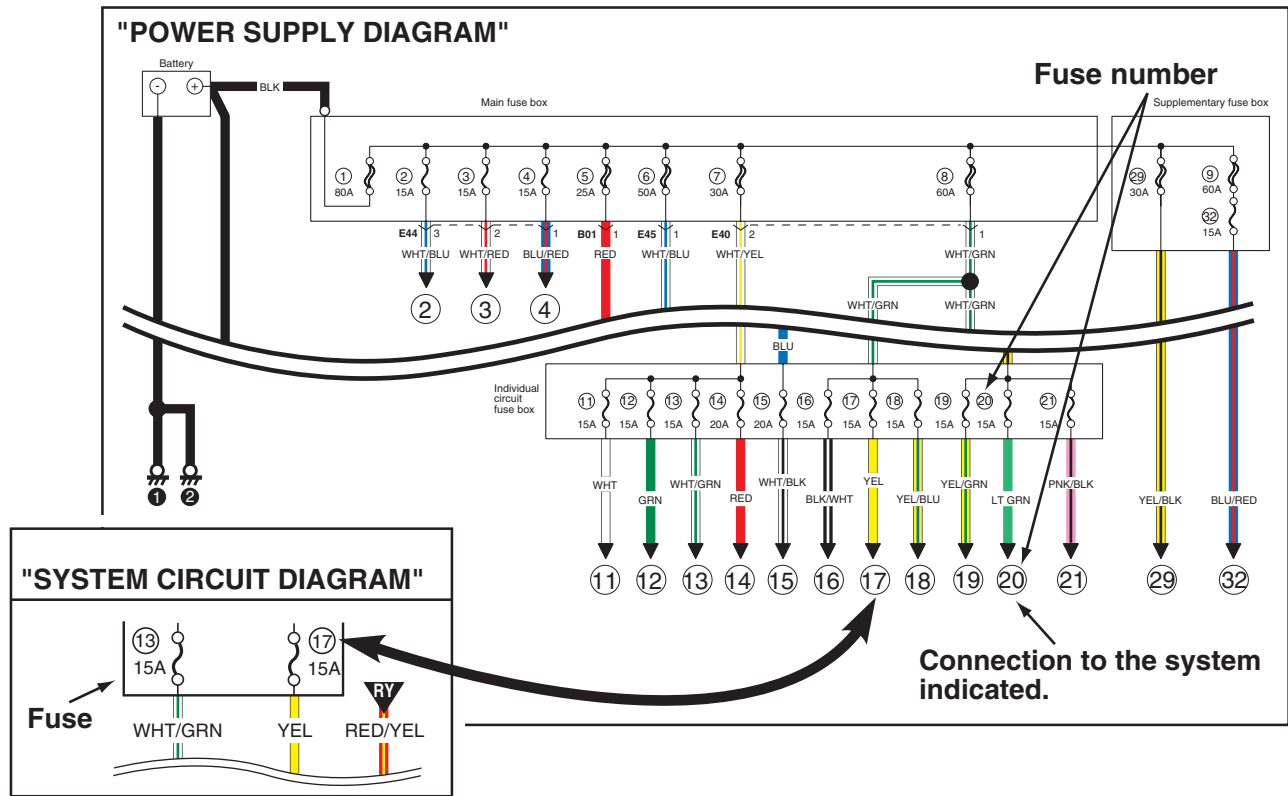 "POWER SUPPLY DIAGRAM"
Battery
- +
BLK
Fuse number
Main fuse box
Supplementary fuse box
1 80A
2 15A
3 15A
4 15A
5 25A
6 50A
7 30A
8 60A
29 30A
9 60A
32 15A
E44 3 2 1 B01 1 E45 1 E40 2 1
WHT/BLU WHT/RED BLU/RED RED WHT/BLU WHT/YEL WHT/GRN
2 3 4
WHT/GRN WHT/GRN
BLU
Individual
circuit
fuse box
11 15A
12 15A
13 15A
14 20A
15 20A
16 15A
17 15A
18 15A
19 15A
20 15A
21 15A
WHT GRN WHT/GRN RED WHT/BLK BLK/WHT YEL YEL/BLU YEL/GRN LT GRN PNK/BLK YEL/BLK BLU/RED
1 2
11 12 13 14 15 16 17 18 19 20 21 29 32
Connection to the system
indicated.
"SYSTEM CIRCUIT DIAGRAM"
13 15A
17 15A
RY
Fuse
WHT/GRN YEL RED/YEL